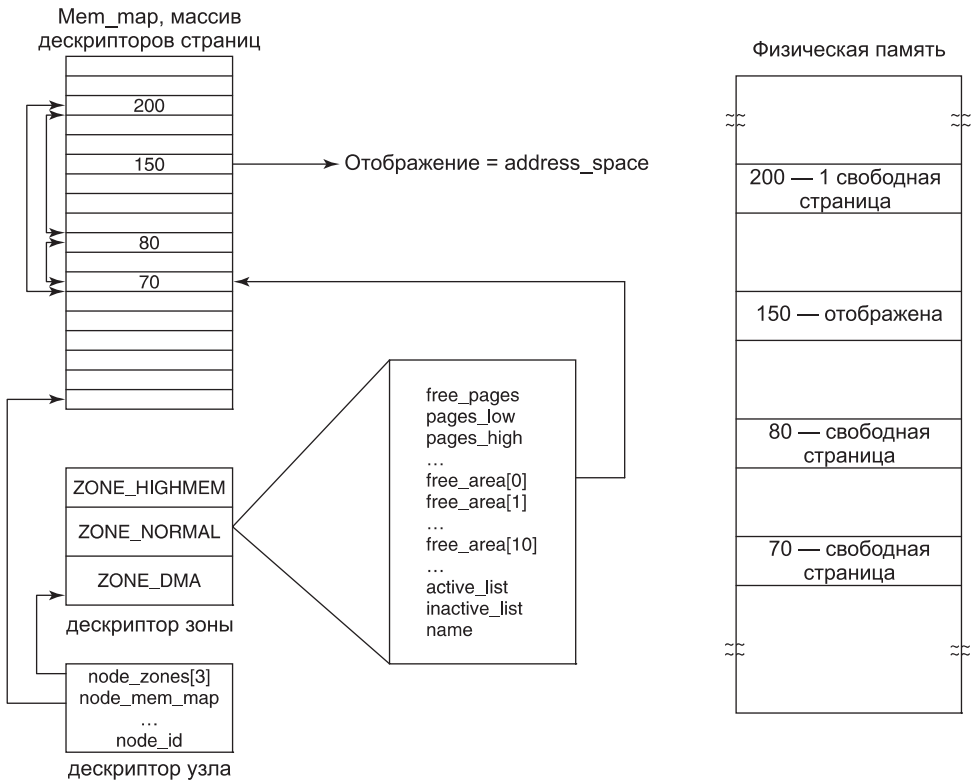 Mem_map, массив
дескрипторов страниц
200
150
80
70
Отображение = address_space
Физическая память
200 — 1 свободная
страница
150 — отображена
80 — свободная
страница
70 — свободная
страница
free_pages
pages_low
pages_high
...
free_area[0]
free_area[1]
...
free_area[10]
...
active_list
inactive_list
name
ZONE_HIGHMEM
ZONE_NORMAL
ZONE_DMA
дескриптор зоны
node_zones[3]
node_mem_map
...
node_id
дескриптор узла